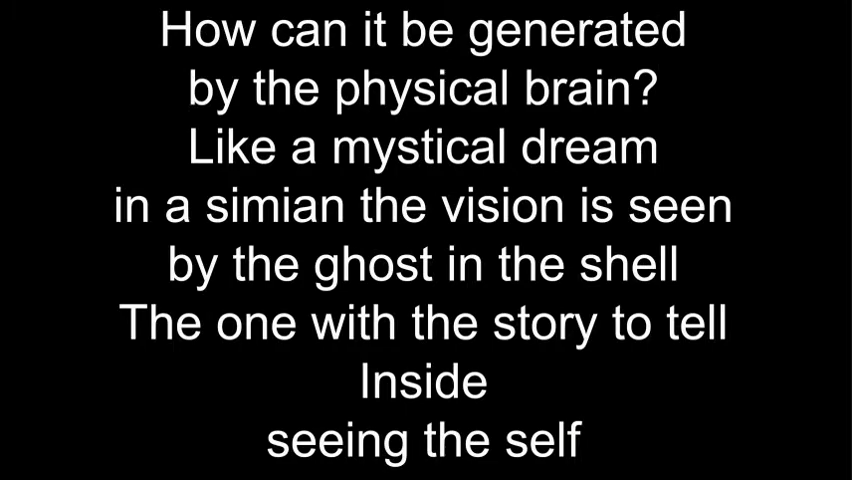 How can it be generated
by the physical brain?
Like a mystical dream
in a simian the vision is seen
by the ghost in the shell
The one with the story to tell
Inside
seeing the self